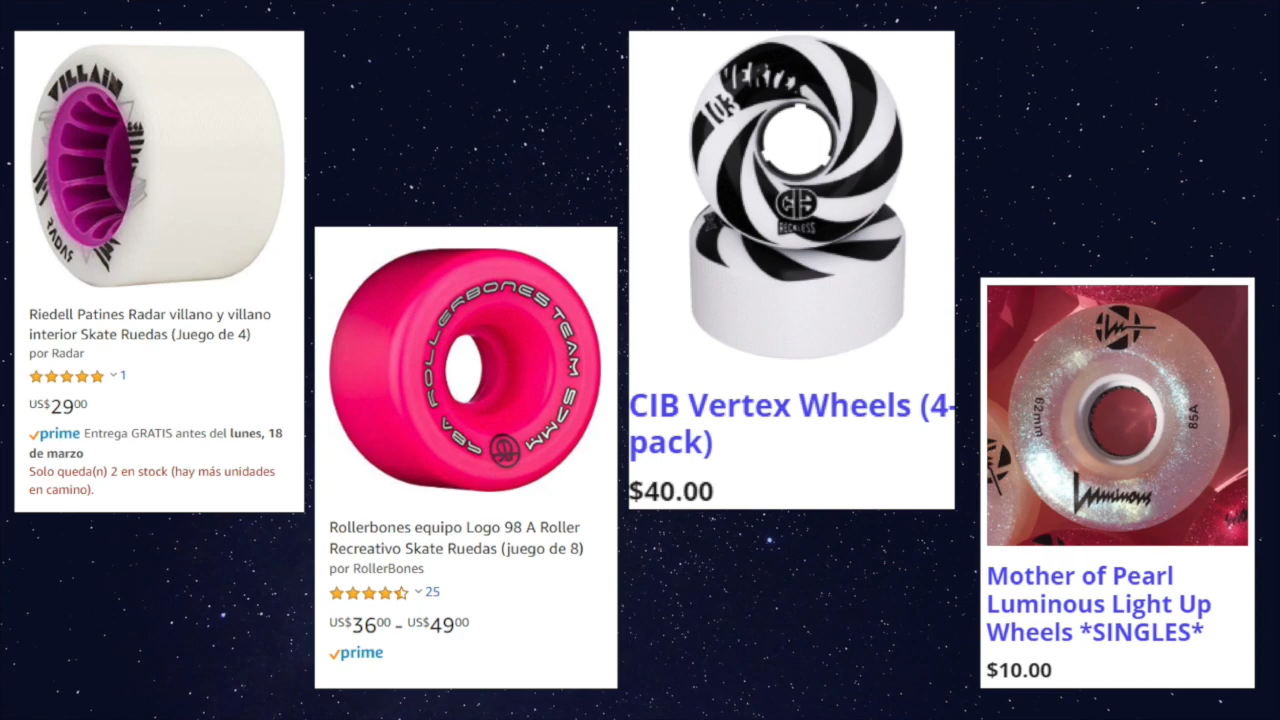 VILLAIN
RADAR
Riedell Patines Radar villano y villano
interior Skate Ruedas (Juego de 4)
por Radar
1
US$29⁰⁰
prime Entrega GRATIS antes del lunes, 18
de marzo
Solo queda(n) 2 en stock (hay más unidades
en camino).
ROLLERBONES TEAM 57MM
98A
Rollerbones equipo Logo 98 A Roller
Recreativo Skate Ruedas (juego de 8)
por RollerBones
25
US$36⁰⁰ - US$49⁰⁰
prime
VERTEX
103
CIB
RECKLESS
CIB Vertex Wheels (4-
pack)
$40.00
62mm
85A
Luminous
Mother of Pearl
Luminous Light Up
Wheels *SINGLES*
$10.00